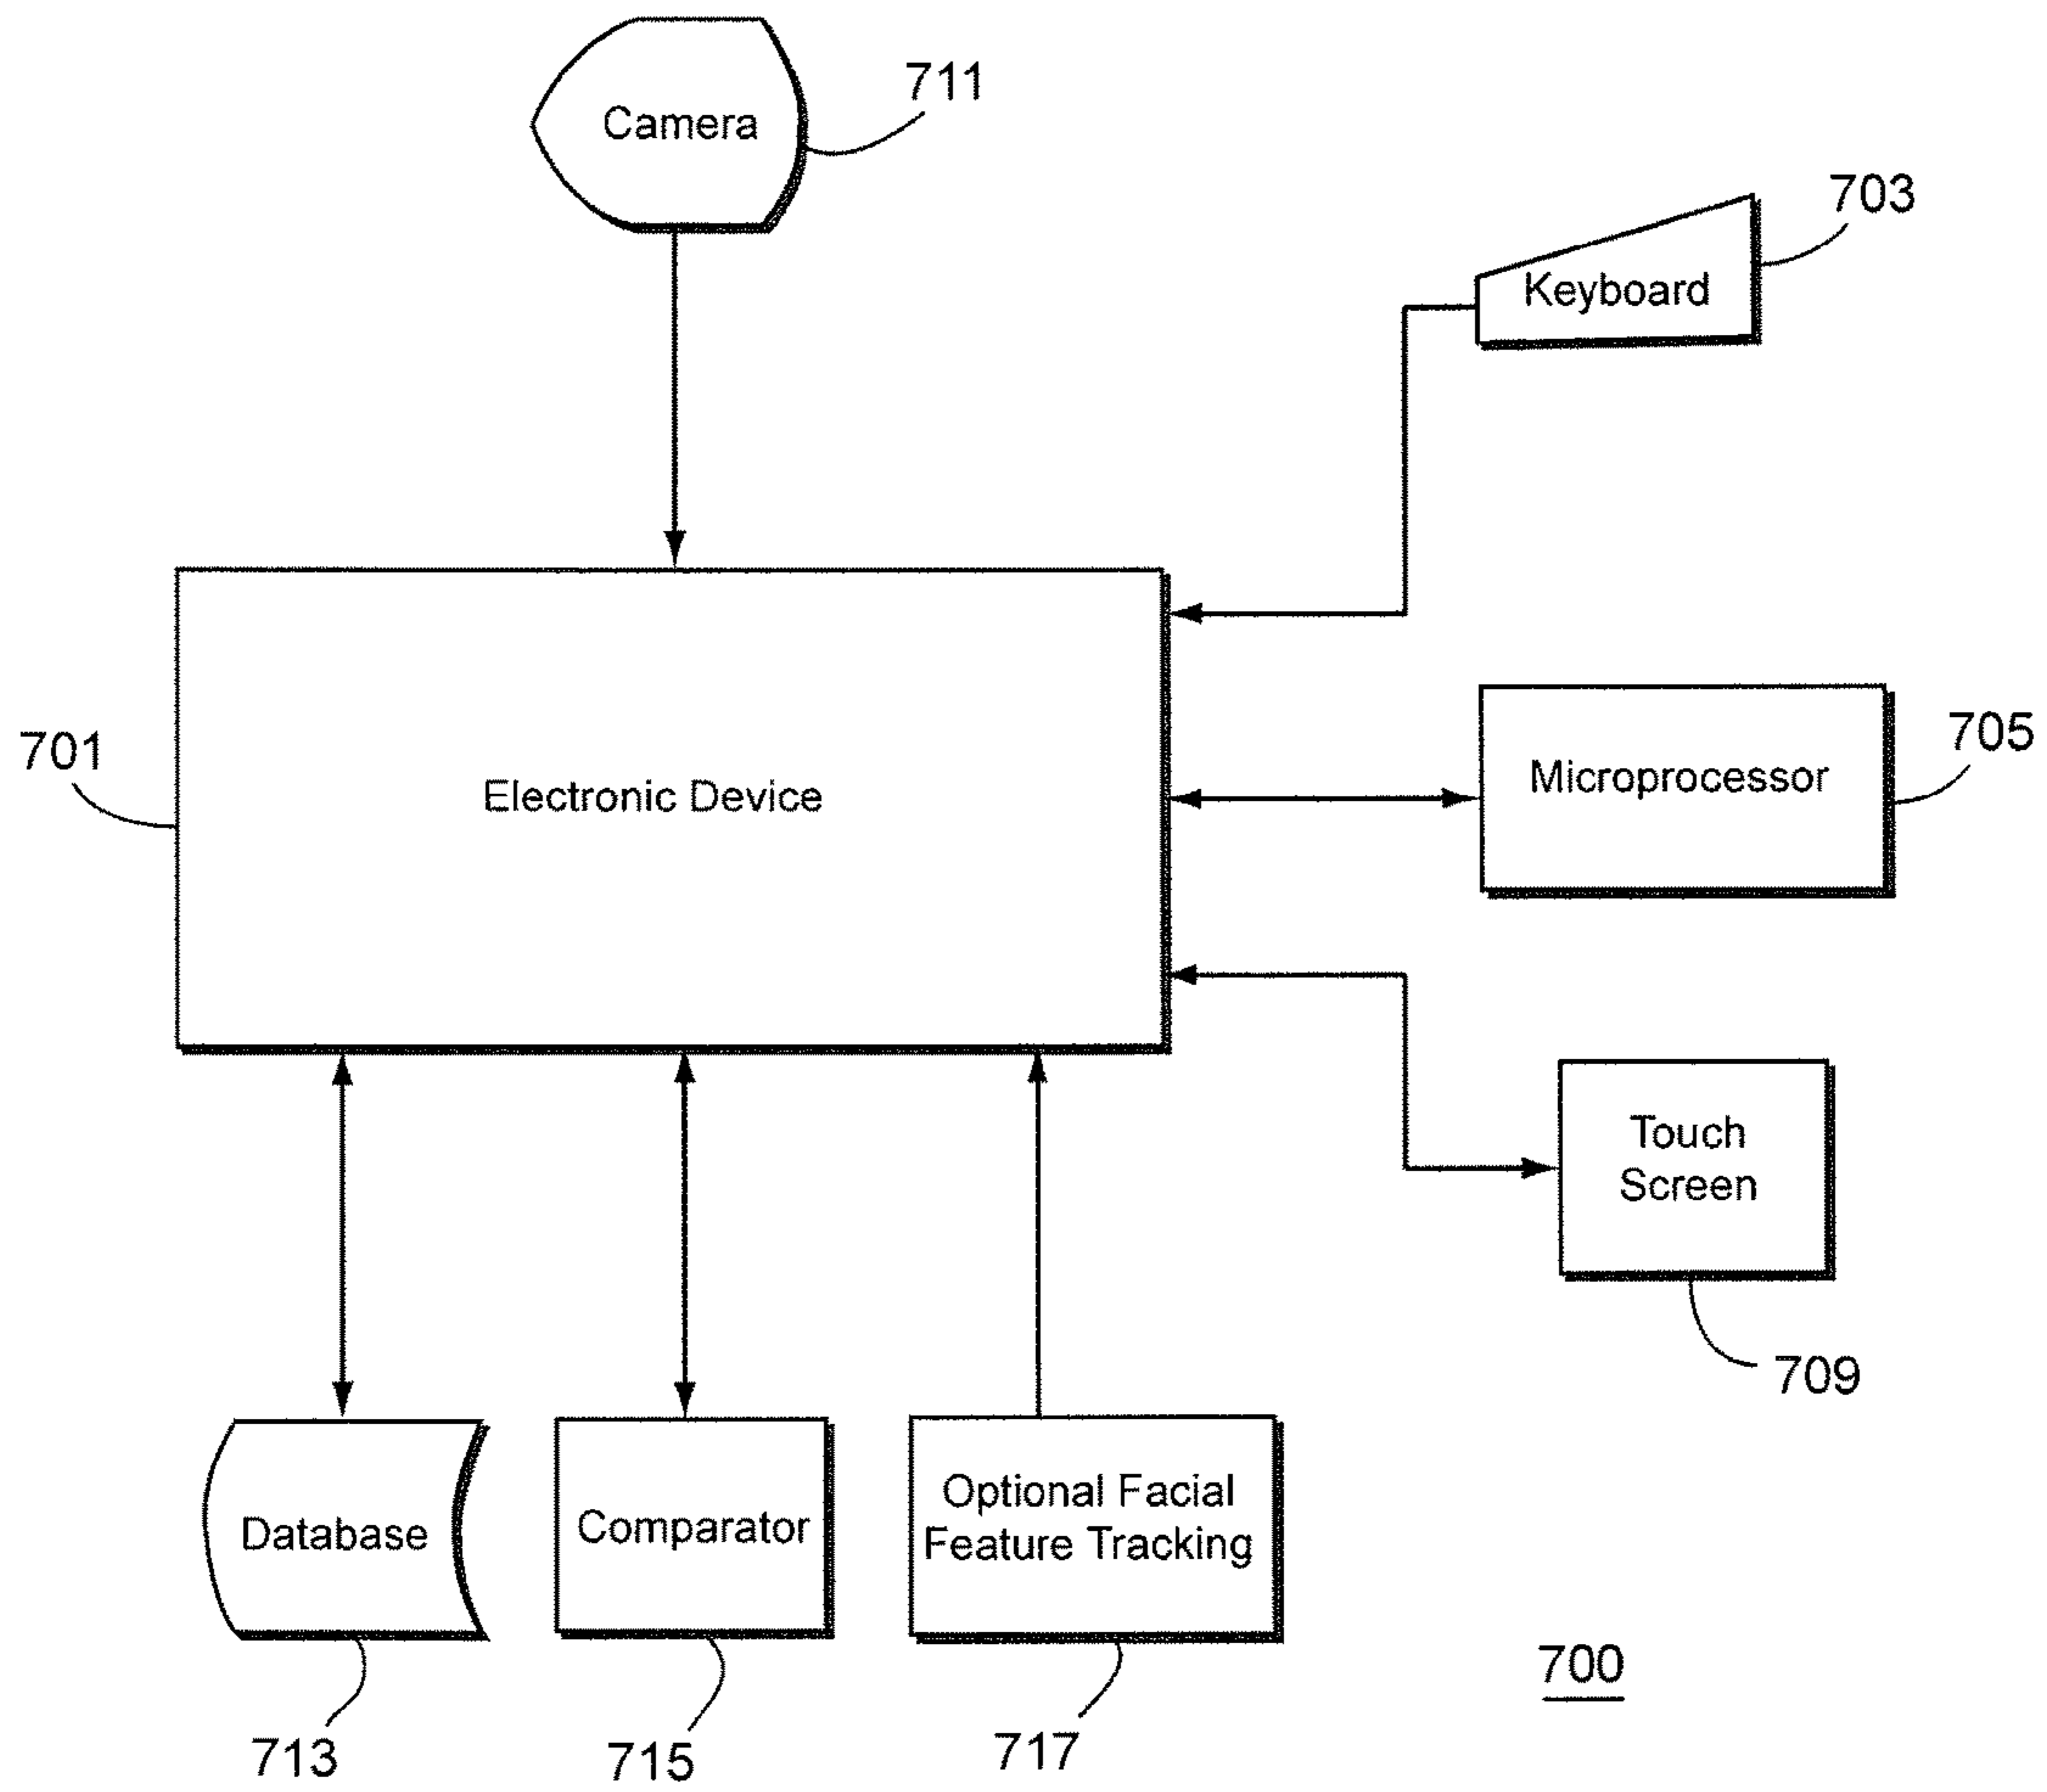 711
Camera
703
Keyboard
701
Electronic Device
705
Microprocessor
Touch
Screen
709
Database
Comparator
Optional Facial
Feature Tracking
713
715
717
700